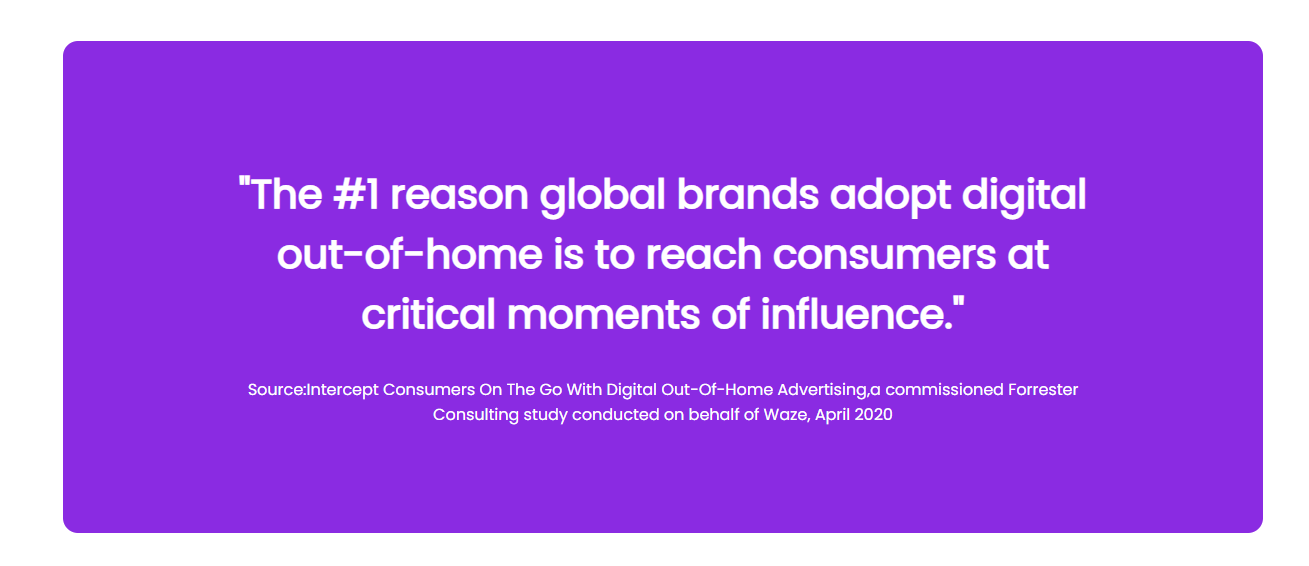 "The #1 reason global brands adopt digital
out-of-home is to reach consumers at
critical moments of influence."
Source:Intercept Consumers On The Go With Digital Out-Of-Home Advertising,a commissioned Forrester
Consulting study conducted on behalf of Waze, April 2020